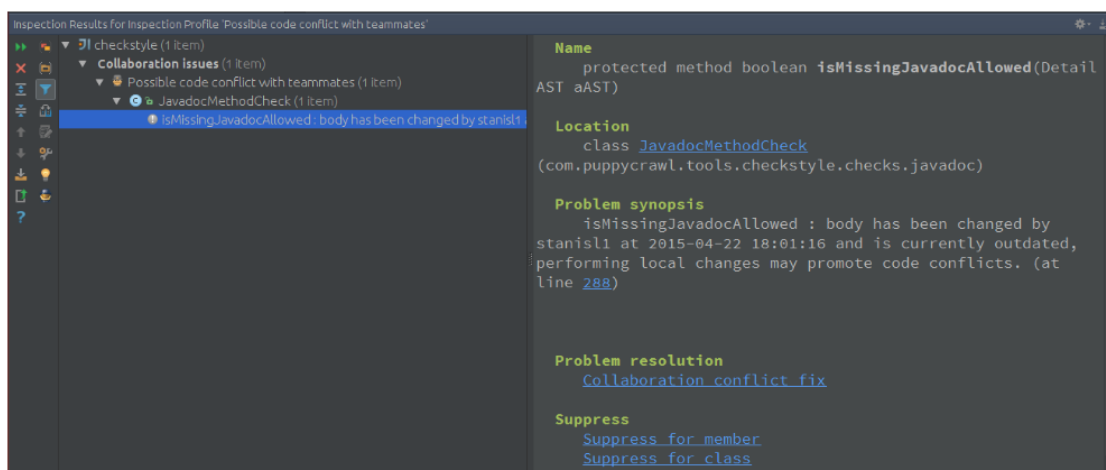 Inspection Results for Inspection Profile 'Possible code conflict with teammates'
checkstyle (1 item)
Collaboration issues (1 item)
Possible code conflict with teammates (1 item)
JavadocMethodCheck (1 item)
isMissingJavadocAllowed : body has been changed by stanisl1
Name
protected method boolean isMissingJavadocAllowed(Detail
AST aAST)
Location
class JavadocMethodCheck
(com.puppycrawl.tools.checkstyle.checks.javadoc)
Problem synopsis
isMissingJavadocAllowed : body has been changed by
stanisl1 at 2015-04-22 18:01:16 and is currently outdated,
performing local changes may promote code conflicts. (at
line 288)
Problem resolution
Collaboration conflict fix
Suppress
Suppress for member
Suppress for class